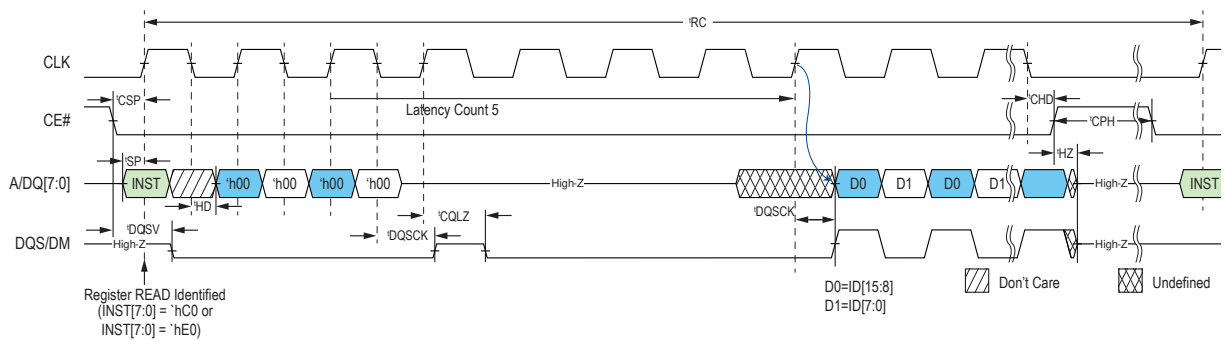 tRC
CLK
tCSP
Latency Count 5
tCHD
CE#
tCPH
tSP
tHZ
A/DQ[7:0] INST 'h00 'h00 'h00 'h00 High-Z D0 D1 D0 D1 High-Z INST
tHD
tDQSV
tCQLZ
tDQSCK
tDQSCK
DQS/DM High-Z High-Z
Don't Care
Undefined
Register READ Identified
(INST[7:0] = `hC0 or
INST[7:0] = `hE0)
D0=ID[15:8]
D1=ID[7:0]